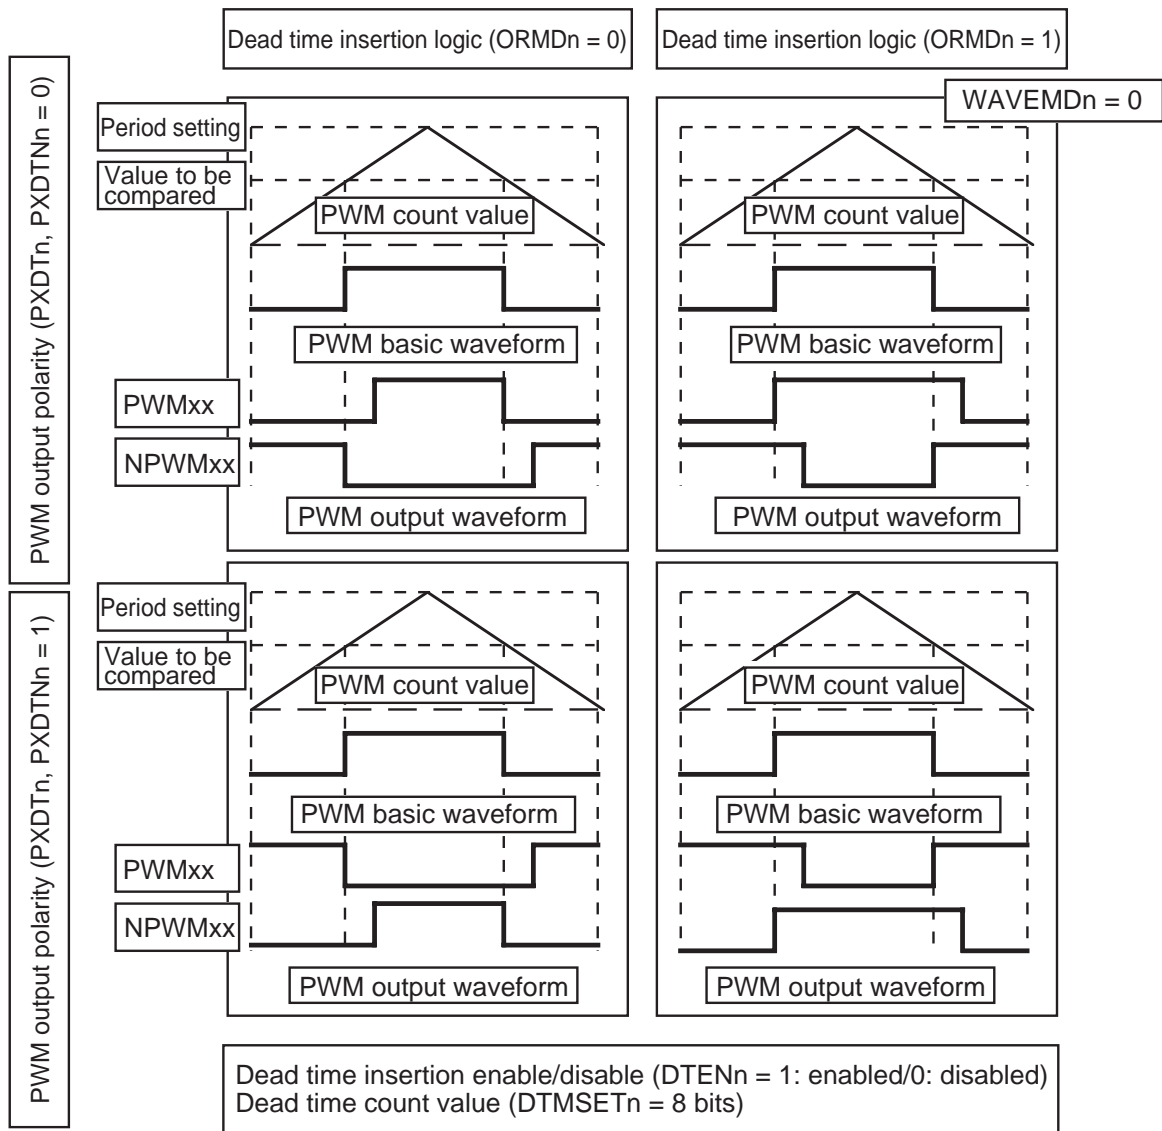 Dead time insertion logic (ORMDn = 0)
Dead time insertion logic (ORMDn = 1)
WAVEMDn = 0
PWM output polarity (PXDTn, PXDTNn = 0)
Period setting
Value to be
compared
PWM count value
PWM basic waveform
PWMxx
NPWMxx
PWM output waveform
PWM count value
PWM basic waveform
PWM output waveform
PWM output polarity (PXDTn, PXDTNn = 1)
Period setting
Value to be
compared
PWM count value
PWM basic waveform
PWMxx
NPWMxx
PWM output waveform
PWM count value
PWM basic waveform
PWM output waveform
Dead time insertion enable/disable (DTENn = 1: enabled/0: disabled)
Dead time count value (DTMSETn = 8 bits)